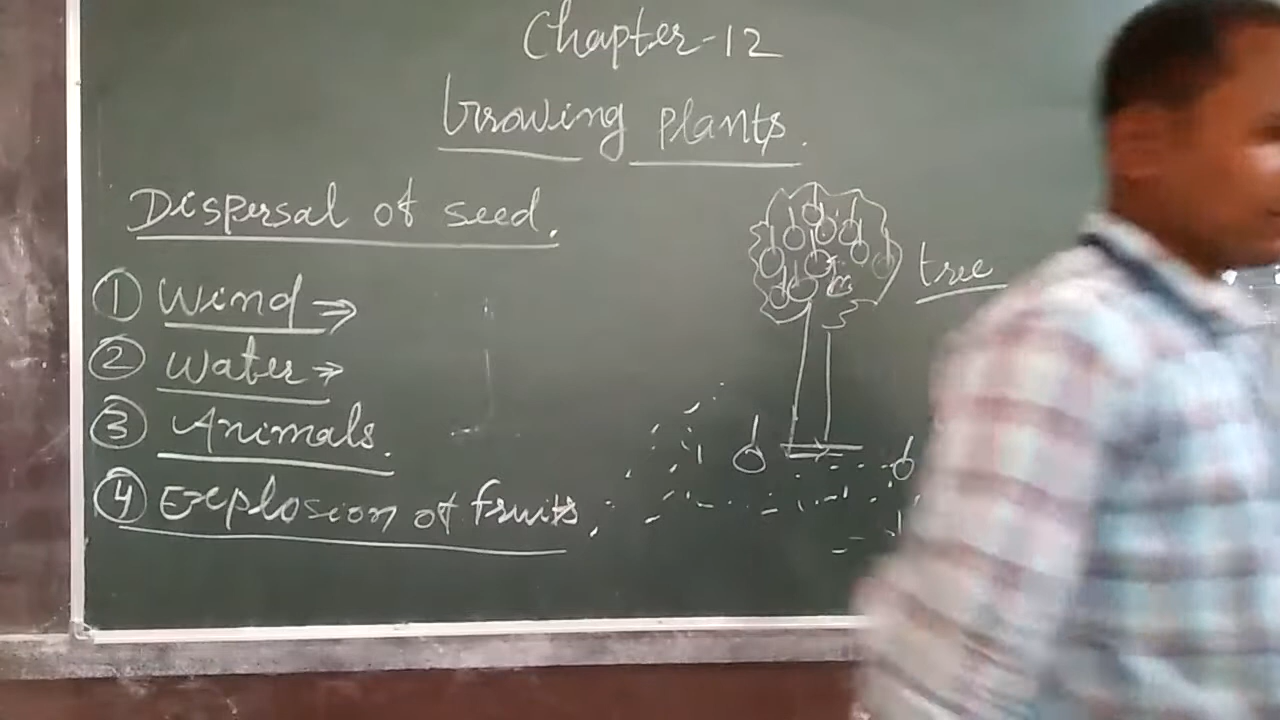 Chapter-12
Growing plants.
Dispersal of seed.
tree
① Wind ⇒
② Water ⇒
③ Animals.
④ Explosion of fruits.